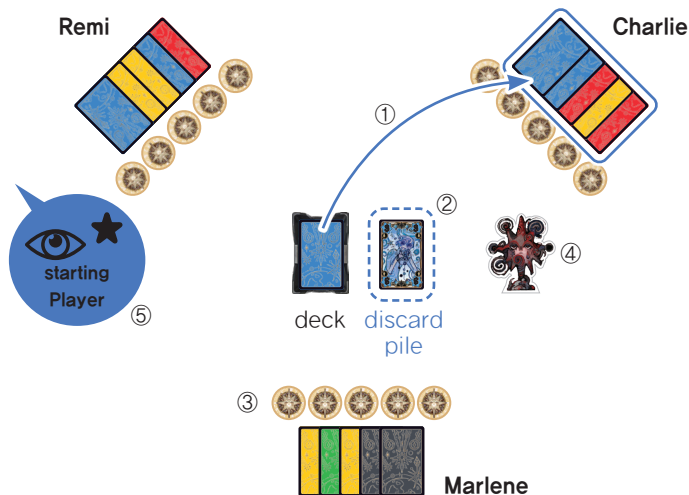 Remi
Charlie
①
②
④
starting
Player
⑤
deck
discard
pile
③
Marlene